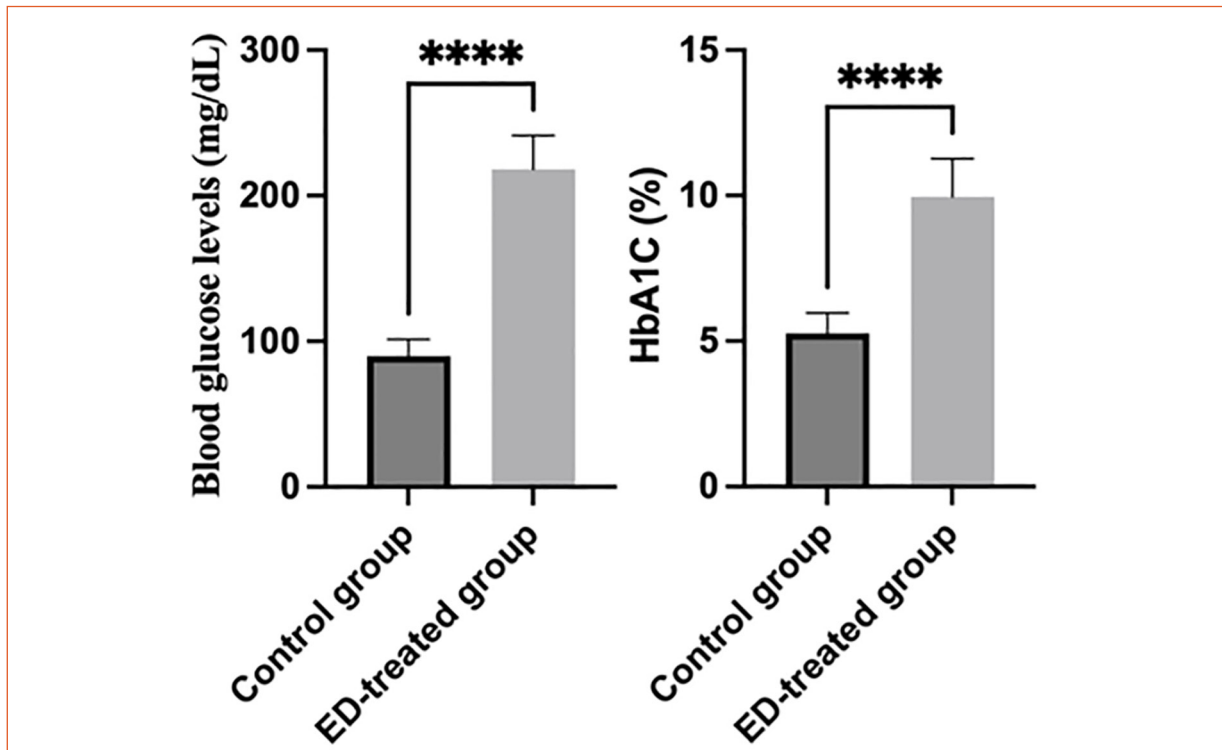 Blood glucose levels (mg/dL)
300
200
100
0
****
Control group
ED-treated group
HbA1C (%)
15
10
5
0
****
Control group
ED-treated group